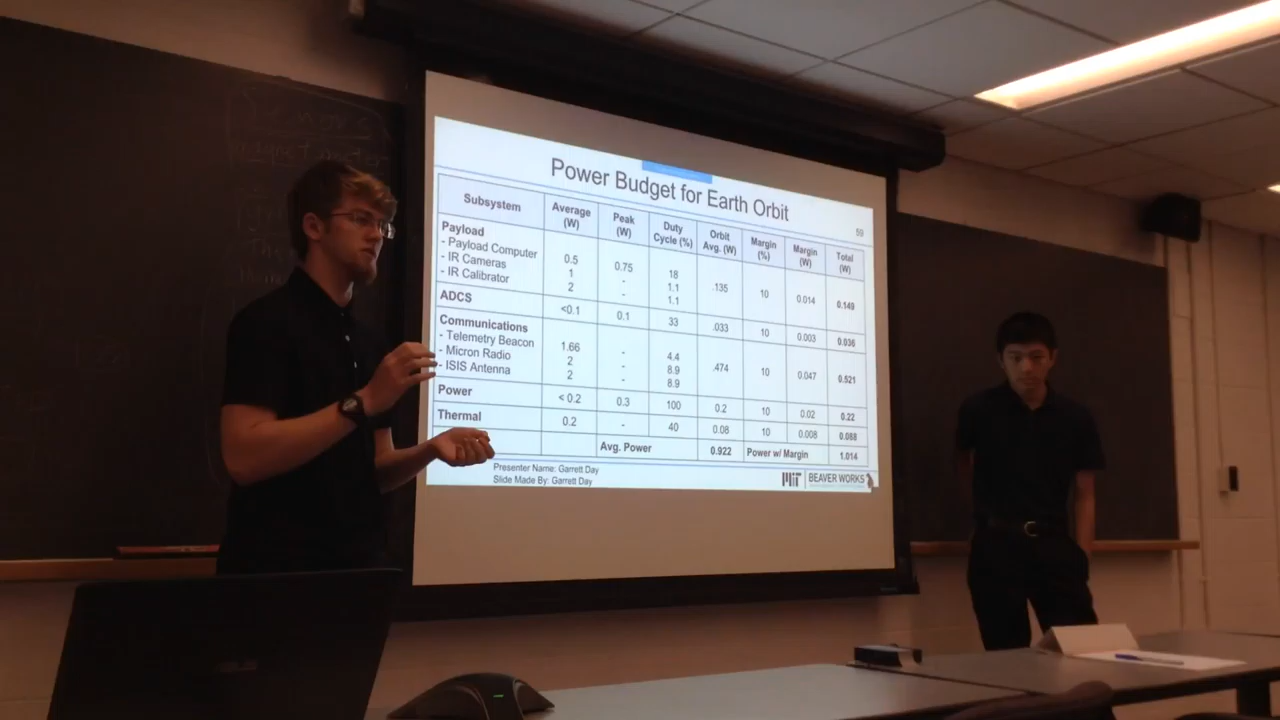 Power Budget for Earth Orbit
59
Subsystem Average (W) Peak (W) Duty Cycle (%) Orbit Avg. (W) Margin (%) Margin (W) Total (W)
Payload
- Payload Computer 0.5 0.75 18
- IR Cameras 1 - 1.1 .135 10 0.014 0.149
- IR Calibrator 2 - 1.1
ADCS <0.1 0.1 33 .033 10 0.003 0.036
Communications
- Telemetry Beacon 1.66 - 4.4
- Micron Radio 2 - 8.9 .474 10 0.047 0.521
- ISIS Antenna 2 - 8.9
Power < 0.2 0.3 100 0.2 10 0.02 0.22
Thermal 0.2 - 40 0.08 10 0.008 0.088
Avg. Power 0.922 Power w/ Margin 1.014
Presenter Name: Garrett Day
Slide Made By: Garrett Day
MIT BEAVER WORKS